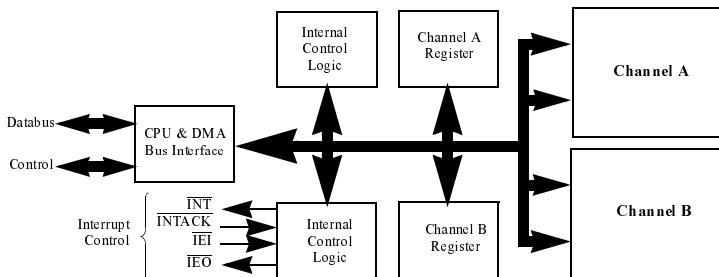 Internal
Control
Logic
Channel A
Register
Channel A
Databus
Control
CPU & DMA
Bus Interface
Interrupt
Control
INT
INTACK
IEI
IEO
Internal
Control
Logic
Channel B
Register
Channel B